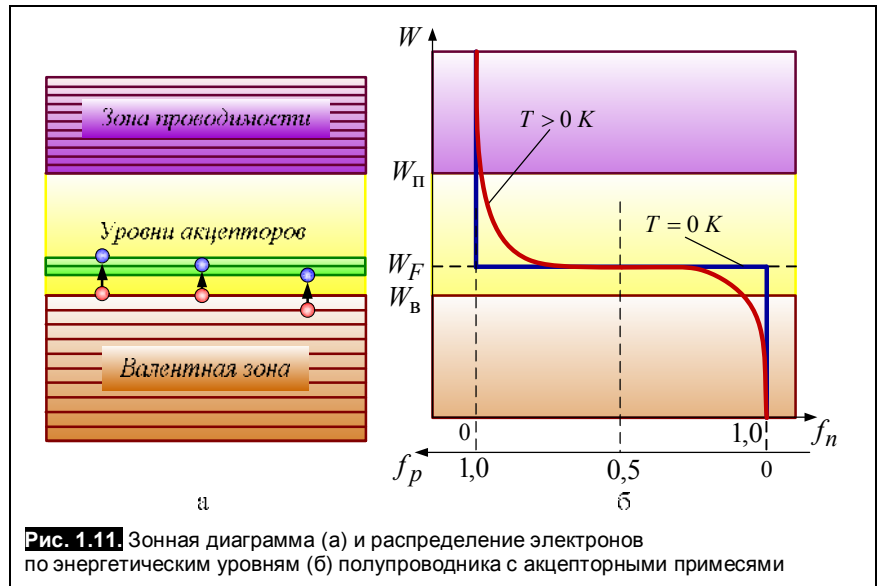 W
Зона проводимости
T > 0 K
W_п
Уровни акцепторов
T = 0 K
W_F
W_в
Валентная зона
0
1,0
f_n
f_p
1,0
0,5
0
а
б
Рис. 1.11. Зонная диаграмма (а) и распределение электронов
по энергетическим уровням (б) полупроводника с акцепторными примесями